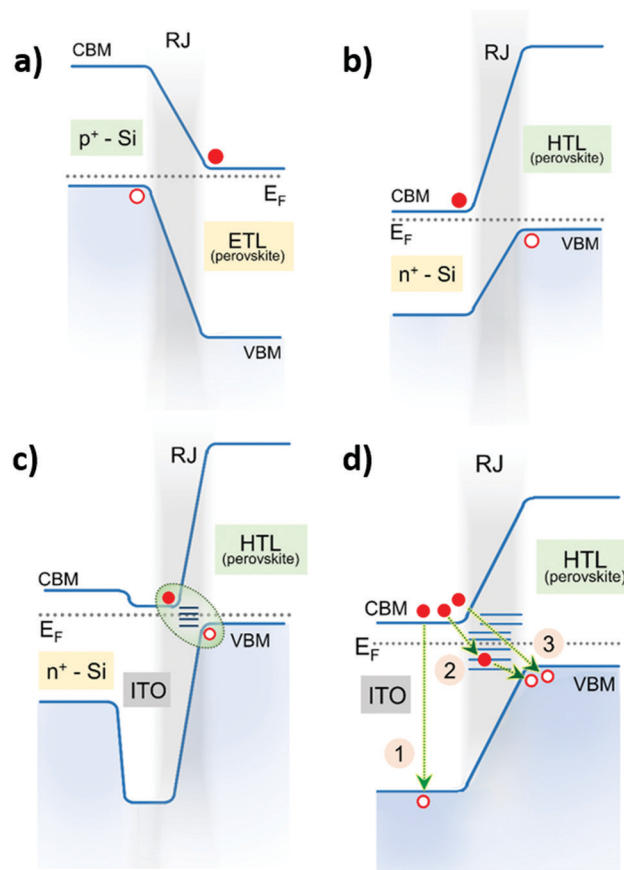 a)
CBM
RJ
p⁺ - Si
E_F
ETL
(perovskite)
VBM
b)
RJ
HTL
(perovskite)
CBM
E_F
n⁺ - Si
VBM
c)
RJ
HTL
(perovskite)
CBM
E_F
VBM
n⁺ - Si
ITO
d)
RJ
HTL
(perovskite)
CBM
E_F
3
2
VBM
ITO
1